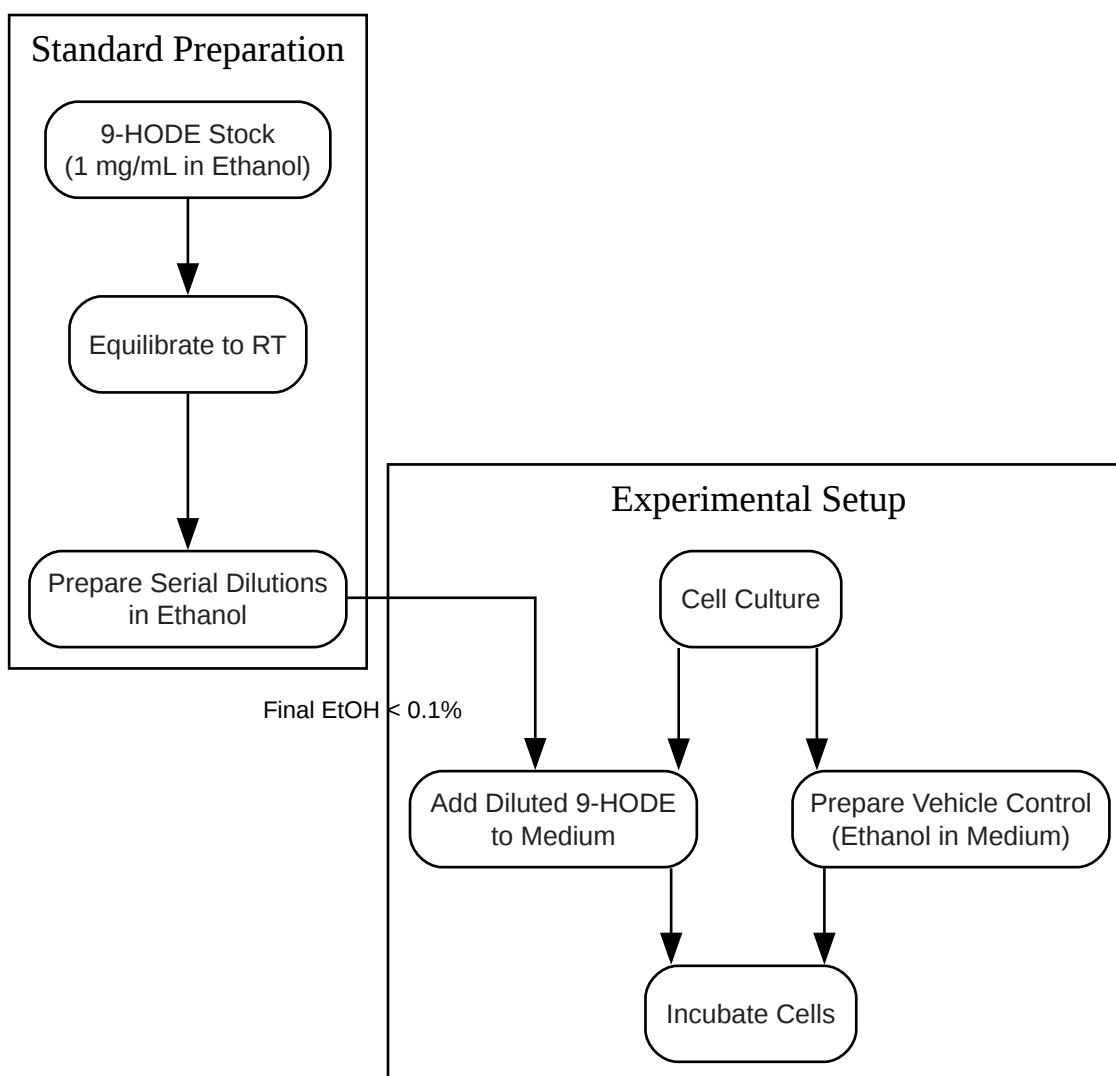 Standard Preparation
9-HODE Stock
(1 mg/mL in Ethanol)
Equilibrate to RT
Prepare Serial Dilutions
in Ethanol
Final EtOH < 0.1%
Experimental Setup
Cell Culture
Add Diluted 9-HODE
to Medium
Prepare Vehicle Control
(Ethanol in Medium)
Incubate Cells